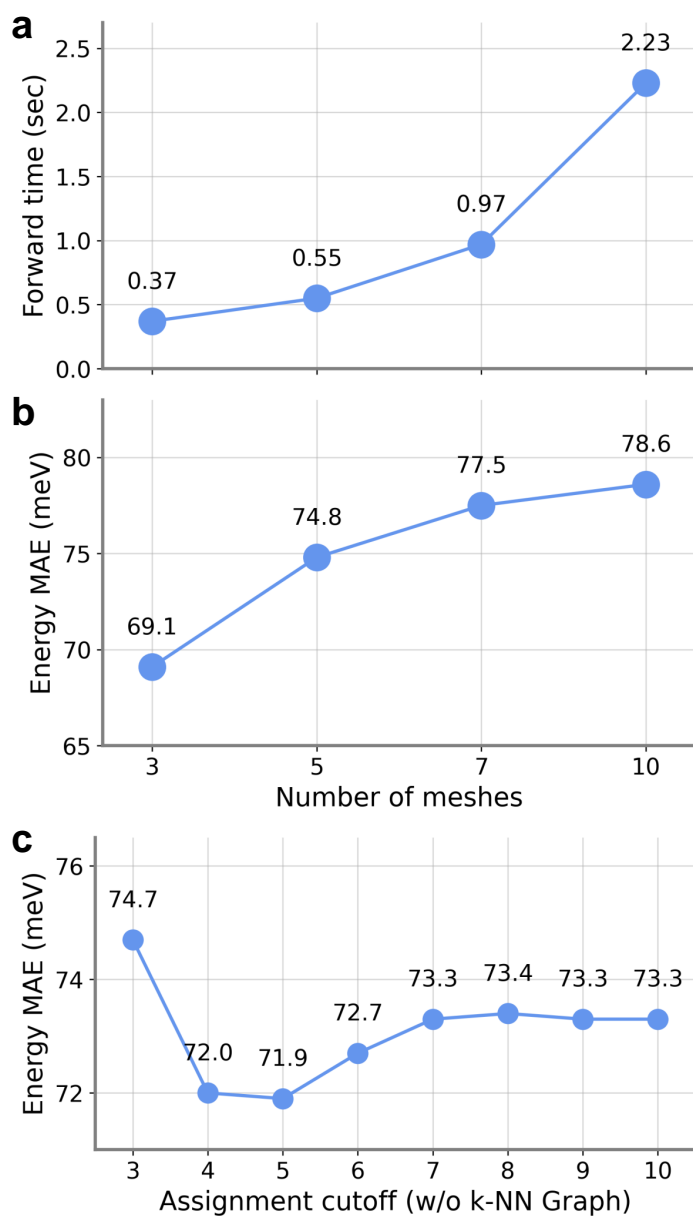 a
Forward time (sec)
2.5
2.0
1.5
1.0
0.5
0.0
0.37
0.55
0.97
2.23
b
Energy MAE (meV)
80
75
70
65
69.1
74.8
77.5
78.6
3 5 7 10
Number of meshes
c
Energy MAE (meV)
76
74
72
74.7
72.0
71.9
72.7
73.3
73.4
73.3
73.3
3 4 5 6 7 8 9 10
Assignment cutoff (w/o k-NN Graph)